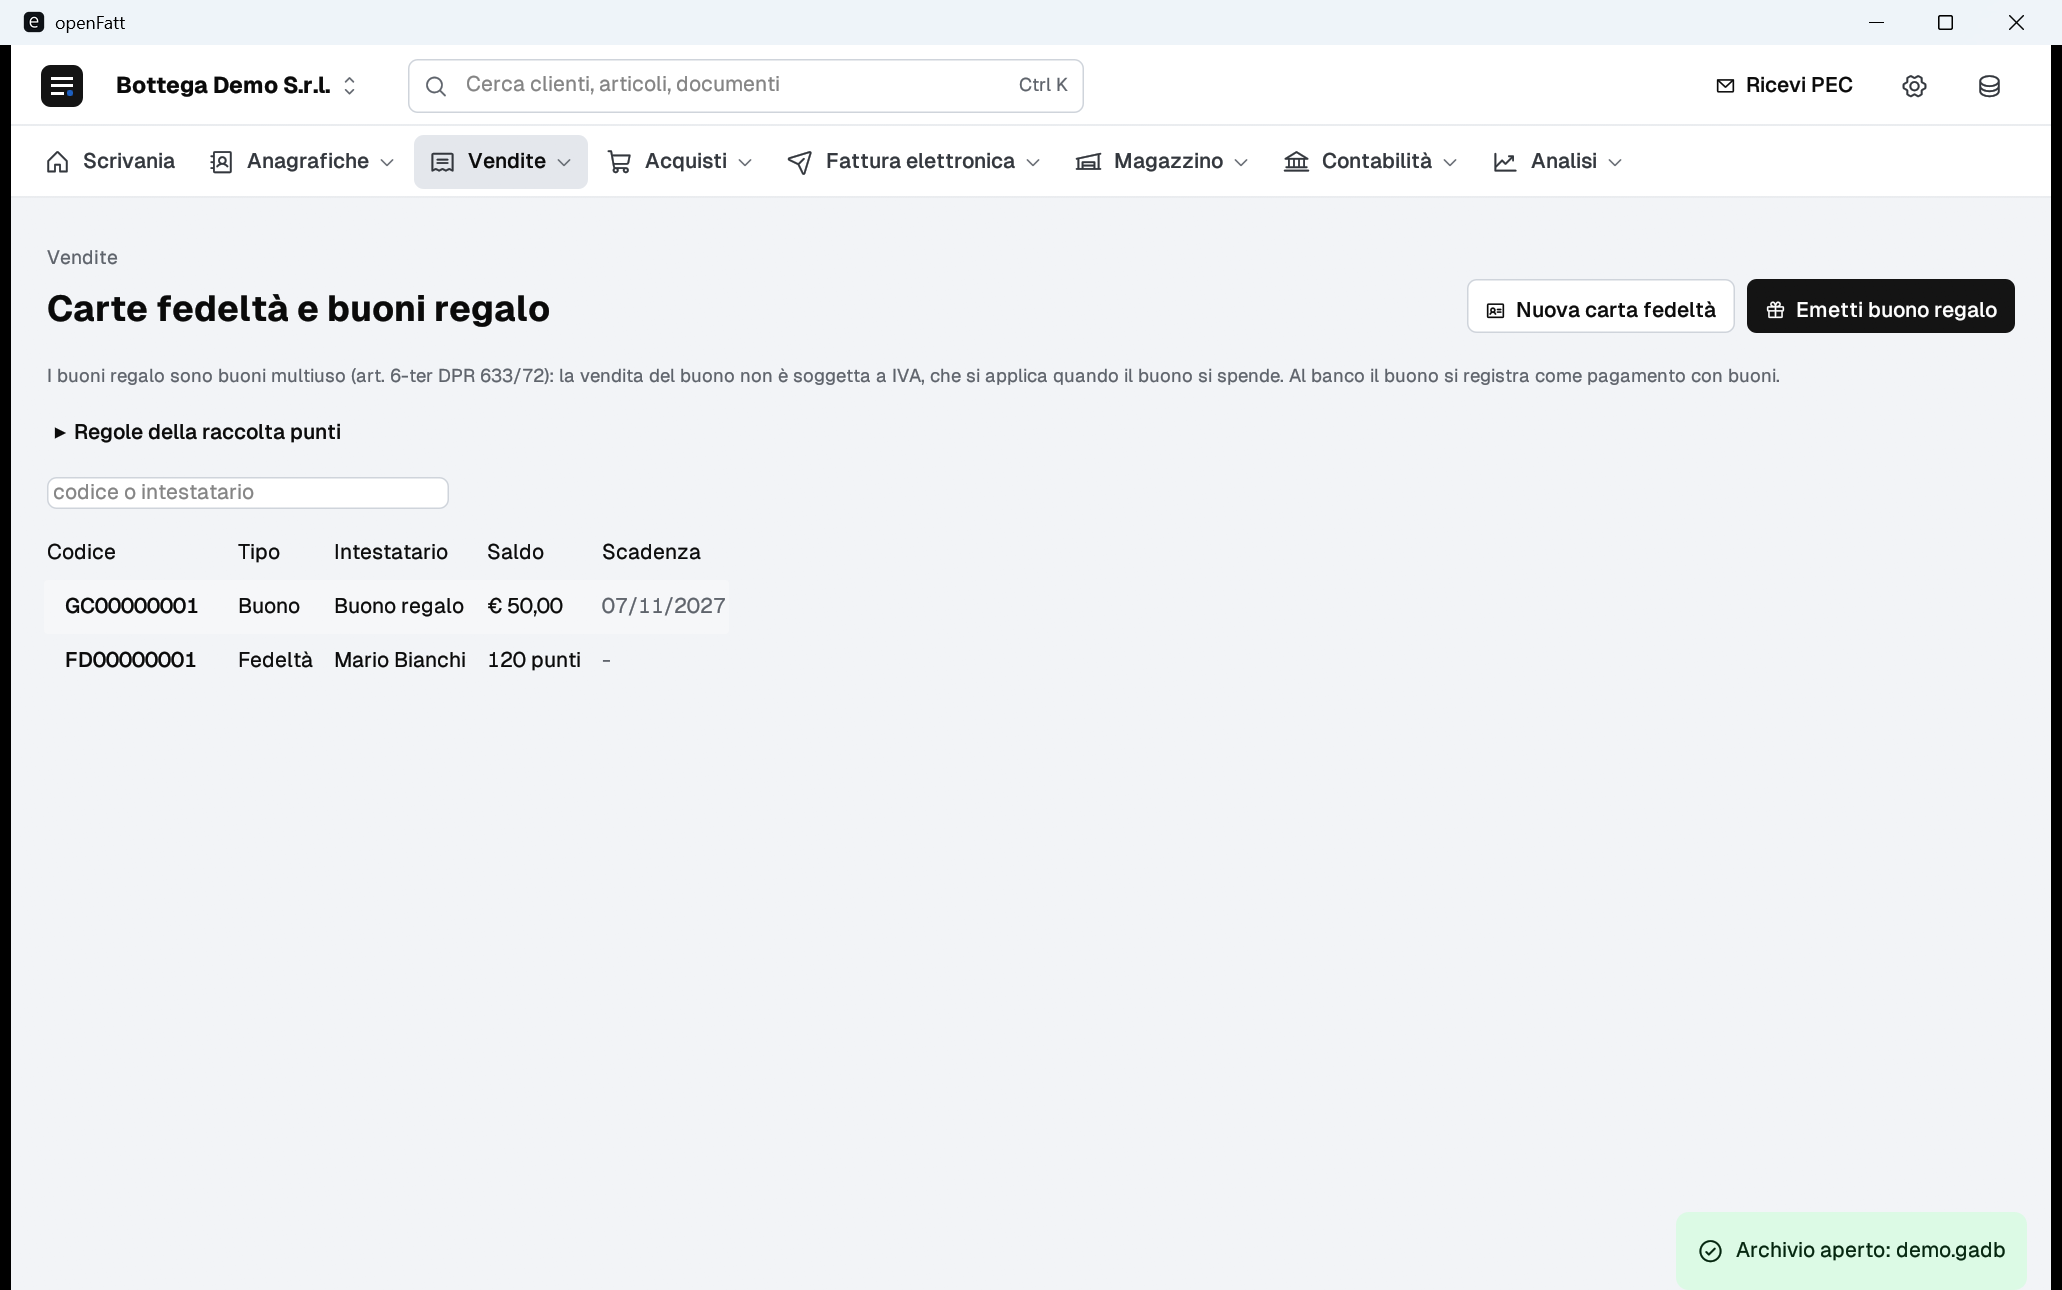 openFatt
Bottega Demo S.r.l.
Cerca clienti, articoli, documenti
Ctrl K
Ricevi PEC
Scrivania
Anagrafiche
Vendite
Acquisti
Fattura elettronica
Magazzino
Contabilità
Analisi
Vendite
Carte fedeltà e buoni regalo
Nuova carta fedeltà
Emetti buono regalo
I buoni regalo sono buoni multiuso (art. 6-ter DPR 633/72): la vendita del buono non è soggetta a IVA, che si applica quando il buono si spende. Al banco il buono si registra come pagamento con buoni.
Regole della raccolta punti
codice o intestatario
Codice Tipo Intestatario Saldo Scadenza
GC00000001 Buono Buono regalo € 50,00 07/11/2027
FD00000001 Fedeltà Mario Bianchi 120 punti -
Archivio aperto: demo.gadb